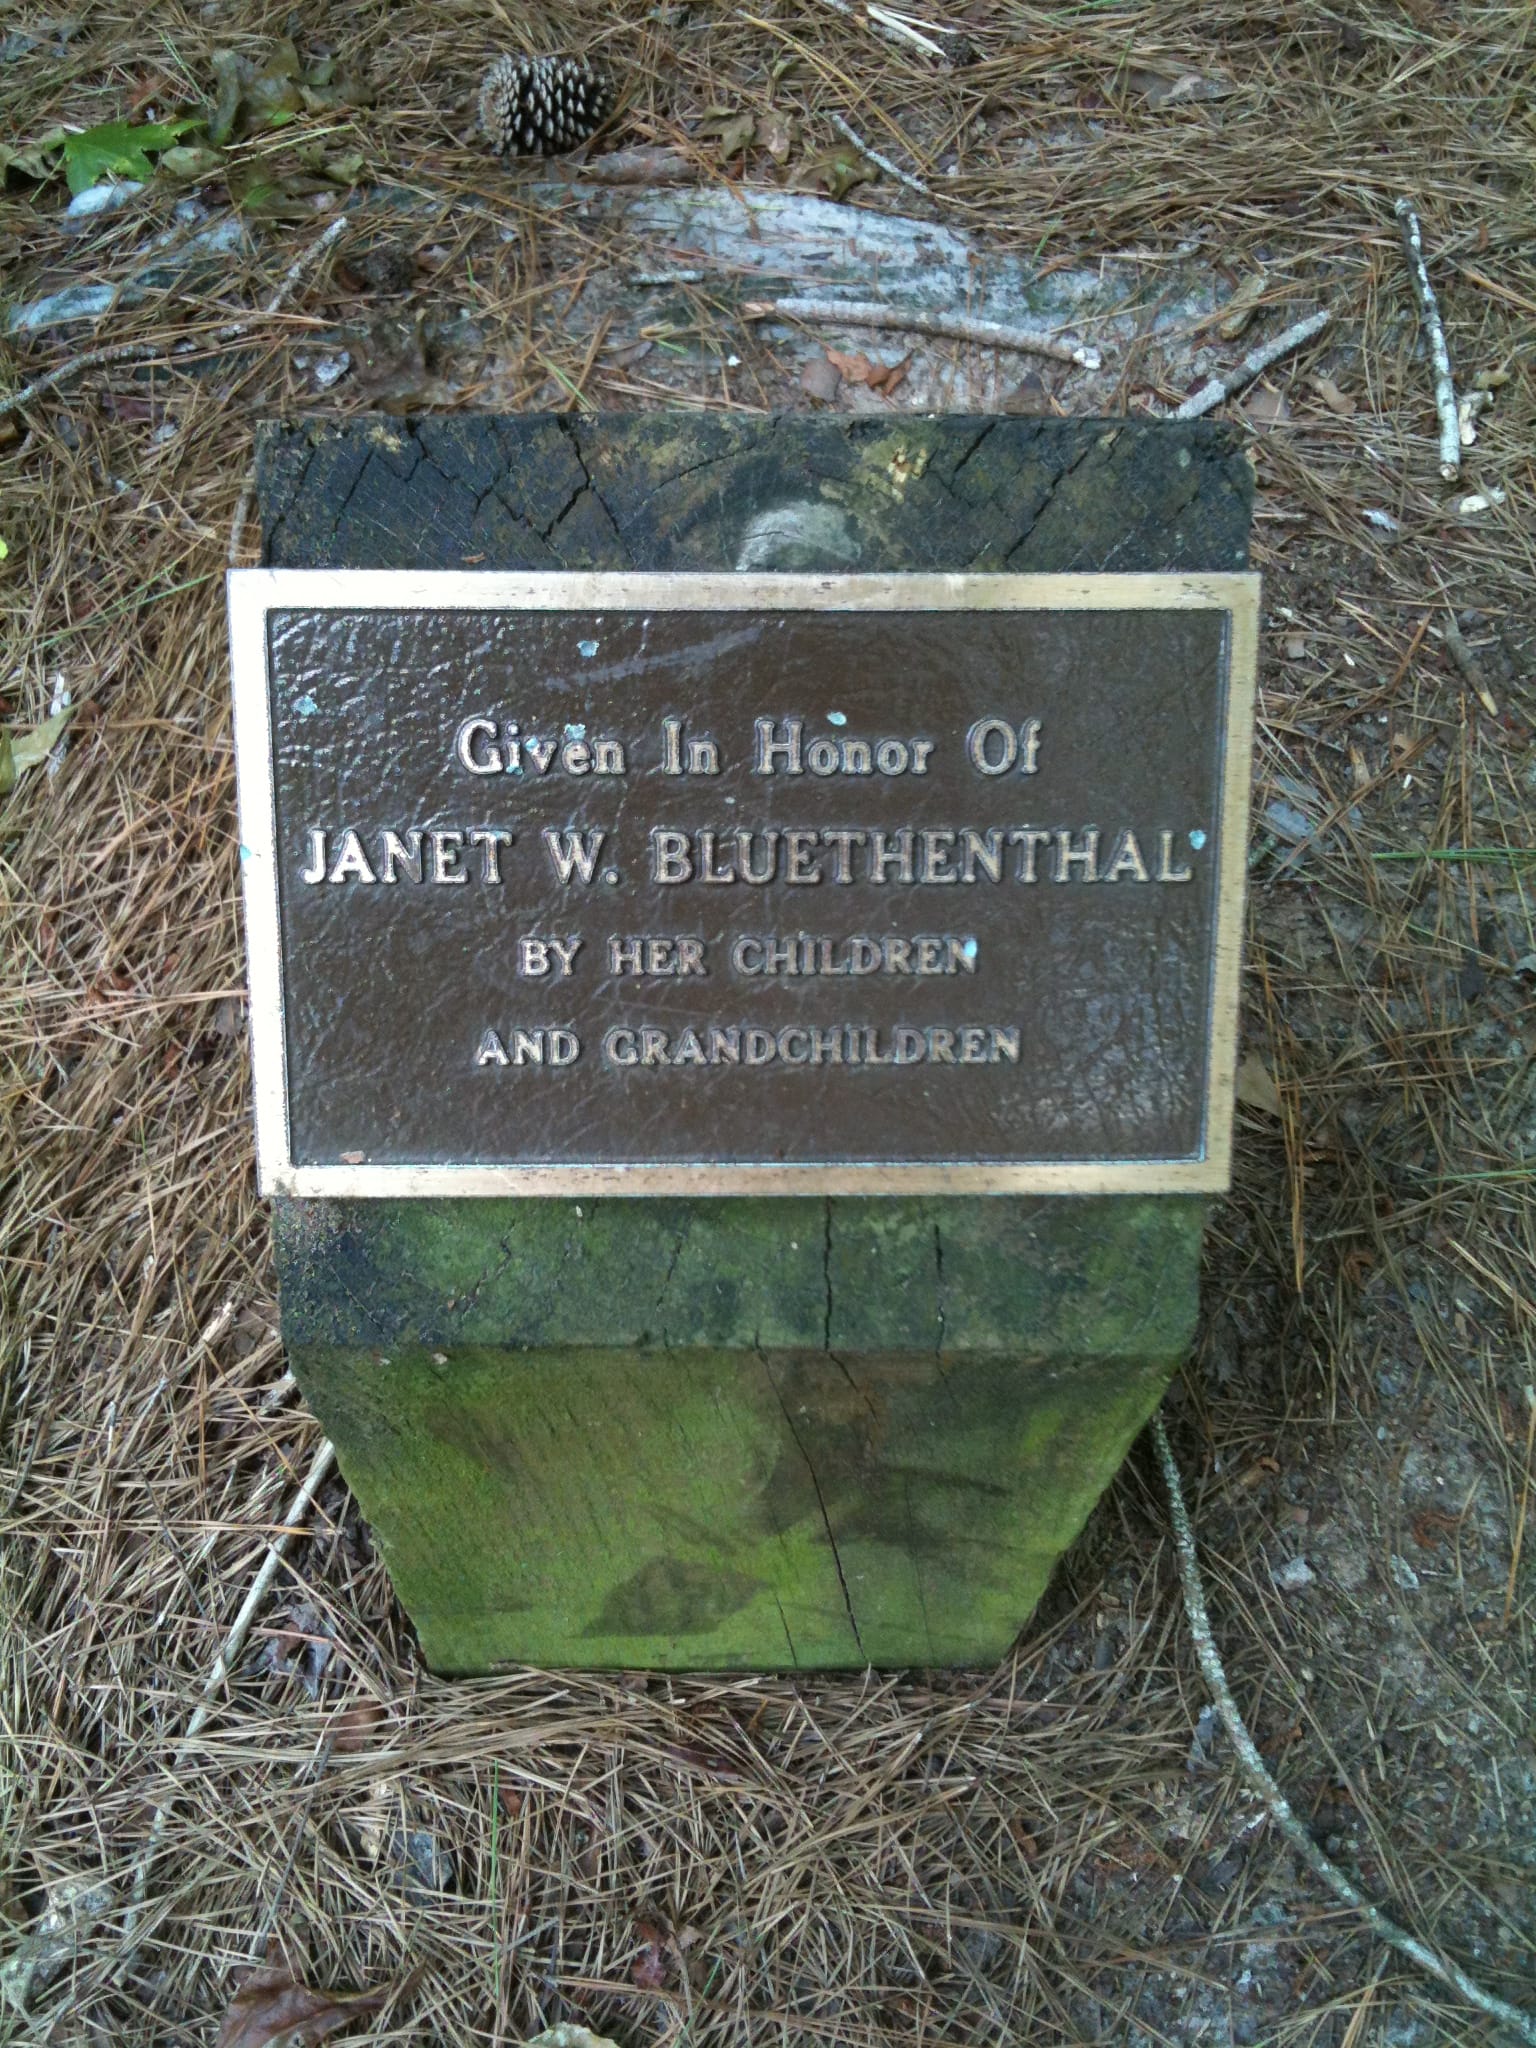 Given In Honor Of
JANET W. BLUETHENTHAL
BY HER CHILDREN
AND GRANDCHILDREN